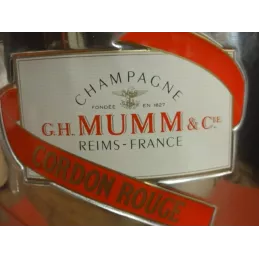 CHAMPAGNE
FONDÉE EN 1827
G.H. MUMM & CIE
REIMS-FRANCE
CORDON ROUGE